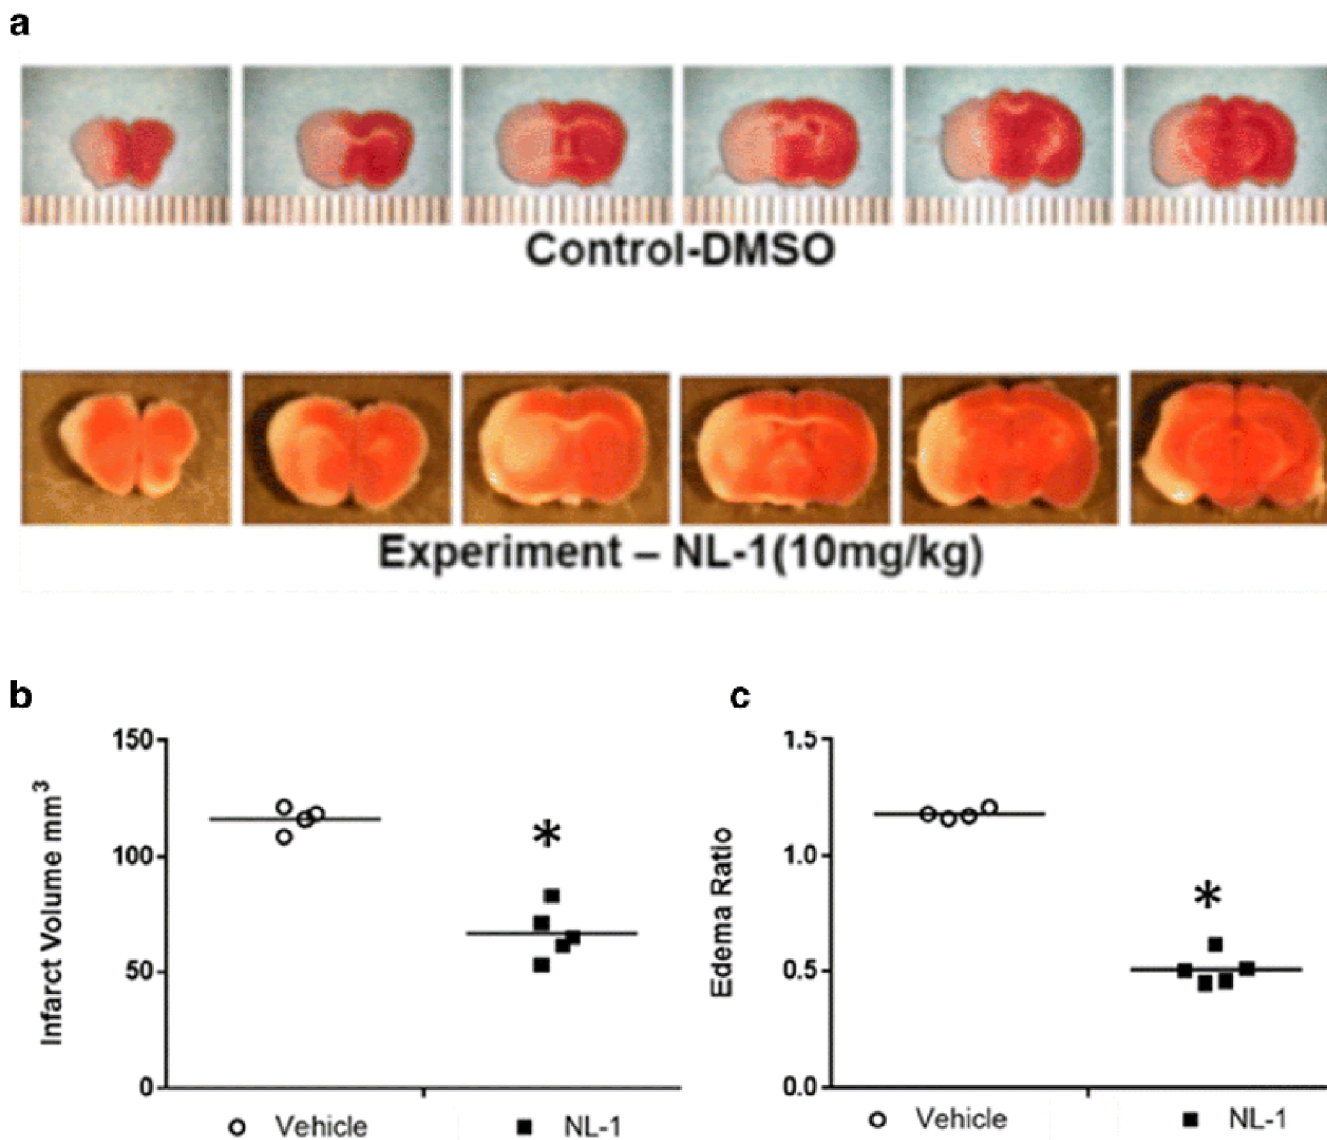 a
Control-DMSO
Experiment – NL-1(10mg/kg)
b
c
150
100
50
0
Infarct Volume mm³
Vehicle
NL-1
*
1.5
1.0
0.5
0.0
Edema Ratio
Vehicle
NL-1
*